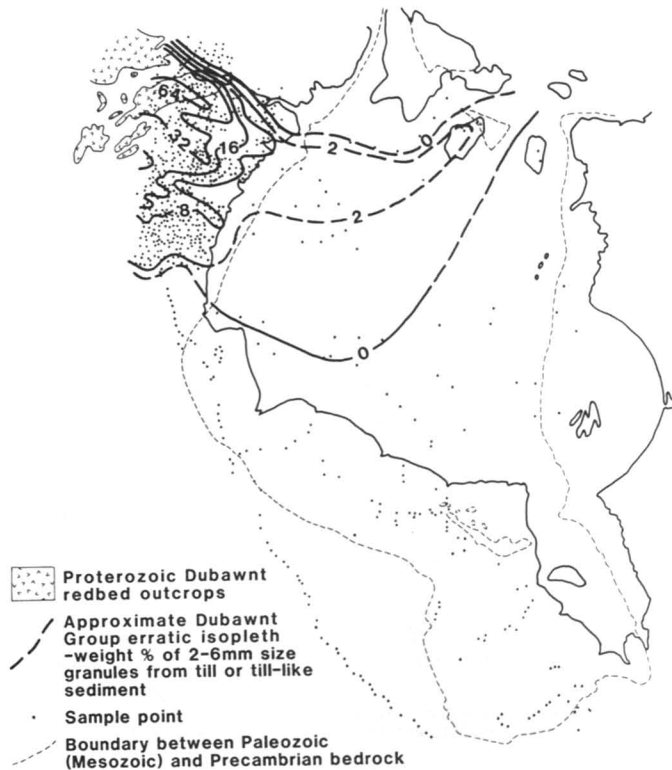 64
32
16
8
2
0
2
0
Proterozoic Dubawnt
redbed outcrops
Approximate Dubawnt
Group erratic isopleth
-weight % of 2-6mm size
granules from till or till-like
sediment
Sample point
Boundary between Paleozoic
(Mesozoic) and Precambrian bedrock